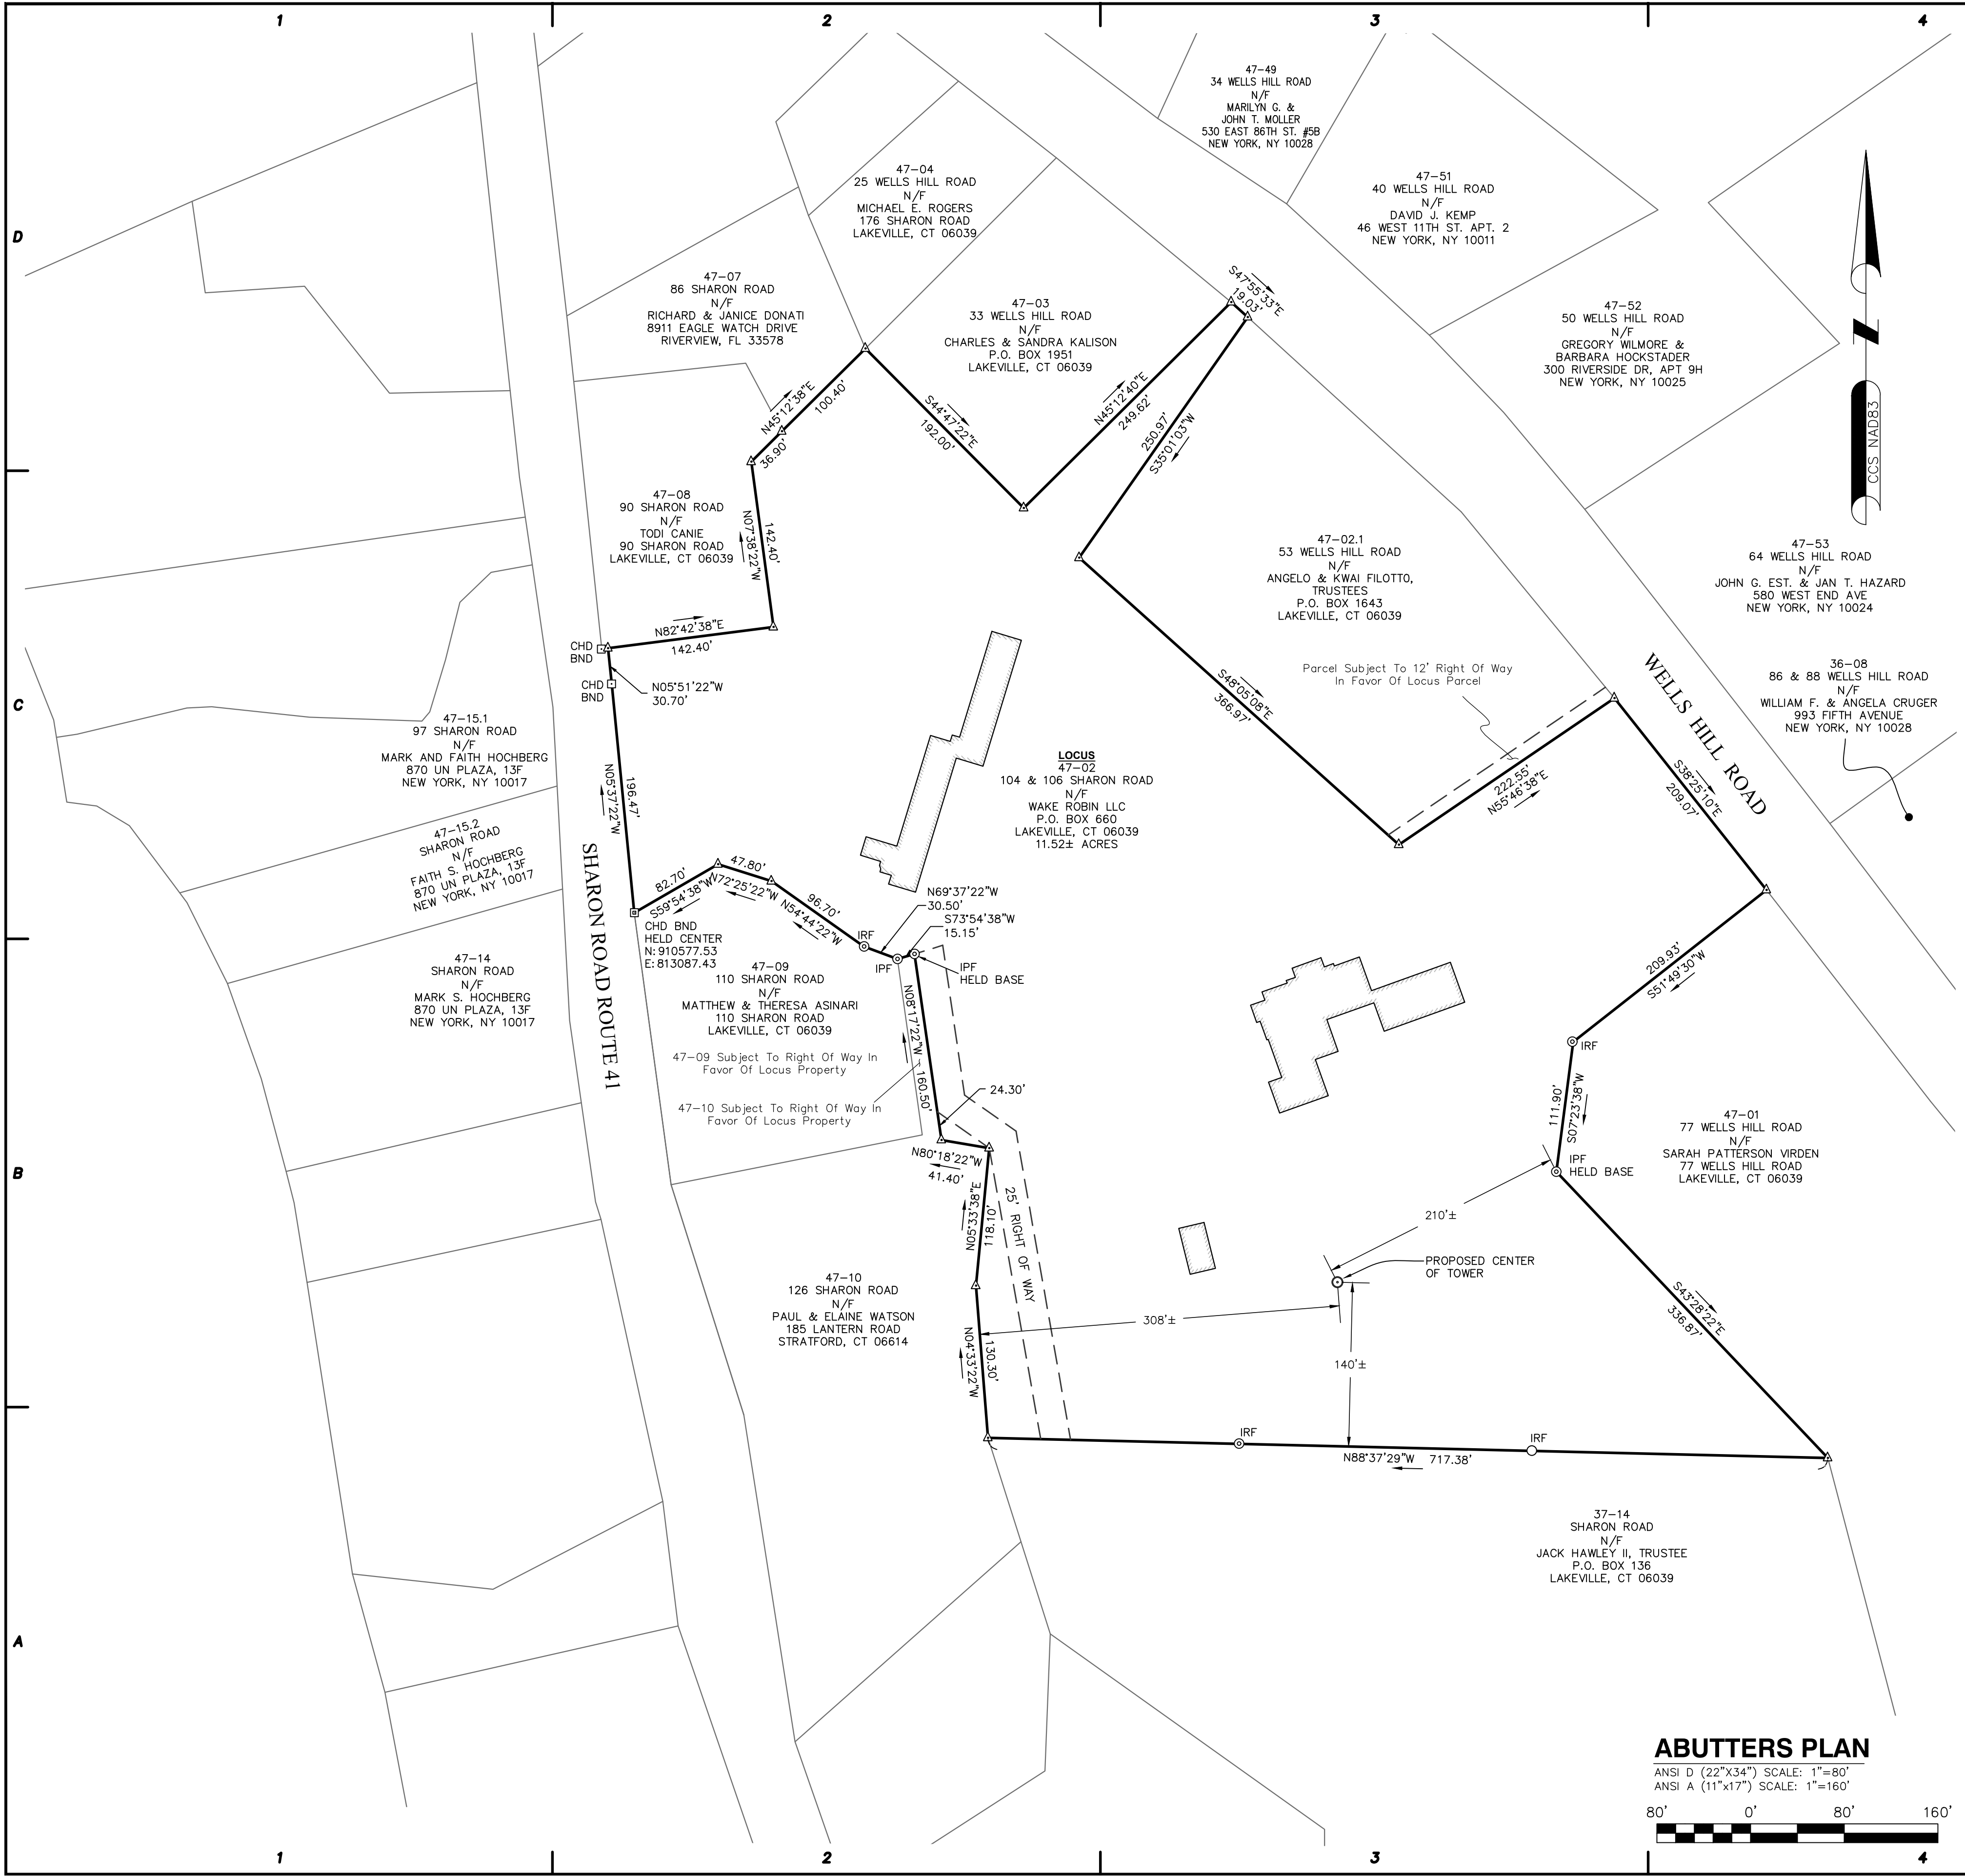 1
2
3
4
D
C
B
A
47-49
34 WELLS HILL ROAD
N/F
MARILYN G. &
JOHN T. MOLLER
530 EAST 86TH ST. #5B
NEW YORK, NY 10028
47-04
25 WELLS HILL ROAD
N/F
MICHAEL E. ROGERS
176 SHARON ROAD
LAKEVILLE, CT 06039
47-51
40 WELLS HILL ROAD
N/F
DAVID J. KEMP
46 WEST 11TH ST. APT. 2
NEW YORK, NY 10011
47-07
86 SHARON ROAD
N/F
RICHARD & JANICE DONATI
8911 EAGLE WATCH DRIVE
RIVERVIEW, FL 33578
47-03
33 WELLS HILL ROAD
N/F
CHARLES & SANDRA KALISON
P.O. BOX 1951
LAKEVILLE, CT 06039
47-52
50 WELLS HILL ROAD
N/F
GREGORY WILMORE &
BARBARA HOCKSTADER
300 RIVERSIDE DR, APT 9H
NEW YORK, NY 10025
N
CCS NAD83
S47°55'33"E
19.03'
N45°12'38"E
100.40'
36.90'
S44°47'22"E
192.00'
N45°12'40"E
249.62'
250.97'
S35°01'03"W
47-08
90 SHARON ROAD
N/F
TODI CANIE
90 SHARON ROAD
LAKEVILLE, CT 06039
N07°38'22"W
142.40'
N82°42'38"E
142.40'
CHD
BND
CHD
BND
N05°51'22"W
30.70'
47-02.1
53 WELLS HILL ROAD
N/F
ANGELO & KWAI FILOTTO,
TRUSTEES
P.O. BOX 1643
LAKEVILLE, CT 06039
47-53
64 WELLS HILL ROAD
N/F
JOHN G. EST. & JAN T. HAZARD
580 WEST END AVE
NEW YORK, NY 10024
Parcel Subject To 12' Right Of Way
In Favor Of Locus Parcel
36-08
86 & 88 WELLS HILL ROAD
N/F
WILLIAM F. & ANGELA CRUGER
993 FIFTH AVENUE
NEW YORK, NY 10028
WELLS HILL ROAD
S48°05'08"E
366.97'
222.55'
N55°46'38"E
S38°25'10"E
209.07'
47-15.1
97 SHARON ROAD
N/F
MARK AND FAITH HOCHBERG
870 UN PLAZA, 13F
NEW YORK, NY 10017
N05°37'22"W
196.47'
LOCUS
47-02
104 & 106 SHARON ROAD
N/F
WAKE ROBIN LLC
P.O. BOX 660
LAKEVILLE, CT 06039
11.52± ACRES
47-15.2
SHARON ROAD
N/F
FAITH S. HOCHBERG
870 UN PLAZA, 13F
NEW YORK, NY 10017
SHARON ROAD ROUTE 41
82.70'
S59°54'38"W
47.80'
N72°25'22"W
96.70'
N54°44'22"W
N69°37'22"W
30.50'
S73°54'38"W
15.15'
IRF
IPF
IPF
HELD BASE
CHD BND
HELD CENTER
N: 910577.53
E: 813087.43
47-14
SHARON ROAD
N/F
MARK S. HOCHBERG
870 UN PLAZA, 13F
NEW YORK, NY 10017
47-09
110 SHARON ROAD
N/F
MATTHEW & THERESA ASINARI
110 SHARON ROAD
LAKEVILLE, CT 06039
47-09 Subject To Right Of Way In
Favor Of Locus Property
47-10 Subject To Right Of Way In
Favor Of Locus Property
N08°17'22"W
160.50'
24.30'
N80°18'22"W
41.40'
209.93'
S51°49'30"W
IRF
111.90'
S07°23'38"W
IPF
HELD BASE
47-01
77 WELLS HILL ROAD
N/F
SARAH PATTERSON VIRDEN
77 WELLS HILL ROAD
LAKEVILLE, CT 06039
N05°33'38"E
118.10'
25' RIGHT OF WAY
210'±
PROPOSED CENTER
OF TOWER
47-10
126 SHARON ROAD
N/F
PAUL & ELAINE WATSON
185 LANTERN ROAD
STRATFORD, CT 06614
N04°33'22"W
130.30'
308'±
140'±
S43°28'22"E
336.87'
IRF
IRF
N88°37'29"W 717.38'
37-14
SHARON ROAD
N/F
JACK HAWLEY II, TRUSTEE
P.O. BOX 136
LAKEVILLE, CT 06039
ABUTTERS PLAN
ANSI D (22"X34") SCALE: 1"=80'
ANSI A (11"x17") SCALE: 1"=160'
80' 0' 80' 160'
1
2
3
4